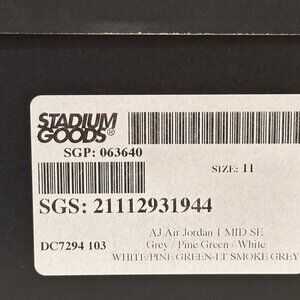 STADIUM
GOODS®
SGP: 063640
SIZE: 11
SGS: 21112931944
AJ Air Jordan 1 MID SE
DC7294 103
Grey / Pine Green / White
WHITE/PINE GREEN-LT SMOKE GREY